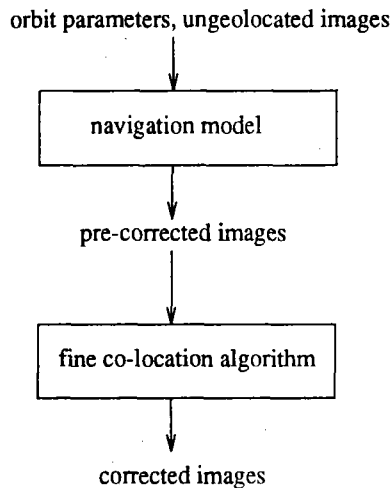 orbit parameters, ungeolocated images
navigation model
pre-corrected images
fine co-location algorithm
corrected images